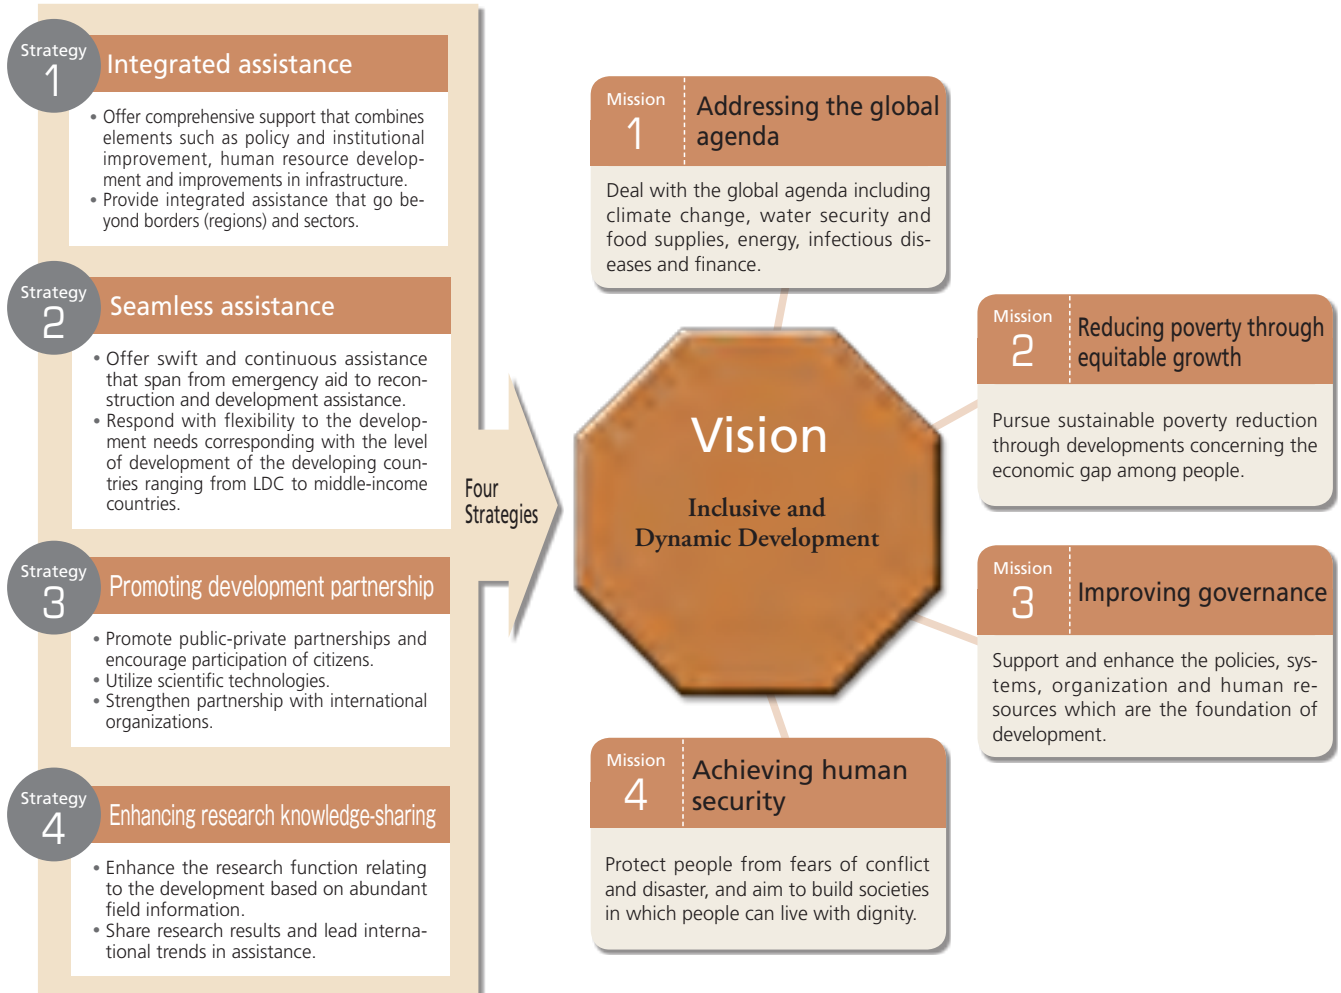 Strategy
1
Integrated assistance
• Offer comprehensive support that combines
elements such as policy and institutional
improvement, human resource develop-
ment and improvements in infrastructure.
• Provide integrated assistance that go be-
yond borders (regions) and sectors.
Strategy
2
Seamless assistance
• Offer swift and continuous assistance
that span from emergency aid to recon-
struction and development assistance.
• Respond with flexibility to the develop-
ment needs corresponding with the level
of development of the developing coun-
tries ranging from LDC to middle-income
countries.
Strategy
3
Promoting development partnership
• Promote public-private partnerships and
encourage participation of citizens.
• Utilize scientific technologies.
• Strengthen partnership with international
organizations.
Strategy
4
Enhancing research knowledge-sharing
• Enhance the research function relating
to the development based on abundant
field information.
• Share research results and lead interna-
tional trends in assistance.
Four
Strategies
Vision
Inclusive and
Dynamic Development
Mission
1
Addressing the global
agenda
Deal with the global agenda including
climate change, water security and
food supplies, energy, infectious dis-
eases and finance.
Mission
2
Reducing poverty through
equitable growth
Pursue sustainable poverty reduction
through developments concerning the
economic gap among people.
Mission
3
Improving governance
Support and enhance the policies, sys-
tems, organization and human re-
sources which are the foundation of
development.
Mission
4
Achieving human
security
Protect people from fears of conflict
and disaster, and aim to build societies
in which people can live with dignity.